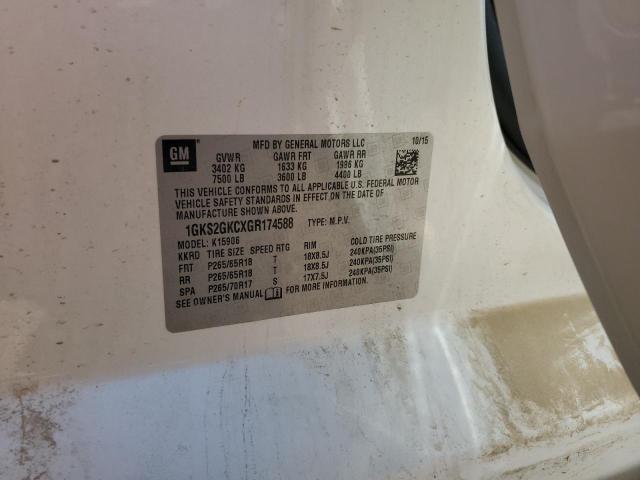 GM
MFD BY GENERAL MOTORS LLC 10/15
GVWR GAWR FRT GAWR RR
3402 KG 1633 KG 1996 KG
7500 LB 3600 LB 4400 LB
THIS VEHICLE CONFORMS TO ALL APPLICABLE U.S. FEDERAL MOTOR
VEHICLE SAFETY STANDARDS IN EFFECT ON THE DATE OF
MANUFACTURE SHOWN ABOVE.
1GKS2GKCXGR174588 TYPE: M.P.V.
MODEL: K15906
KKRD TIRE SIZE SPEED RTG RIM COLD TIRE PRESSURE
FRT P265/65R18 T 18X8.5J 240KPA(35PSI)
RR P265/65R18 T 18X8.5J 240KPA(35PSI)
SPA P265/70R17 S 17X7.5J 240KPA(35PSI)
SEE OWNER'S MANUAL FOR MORE INFORMATION.